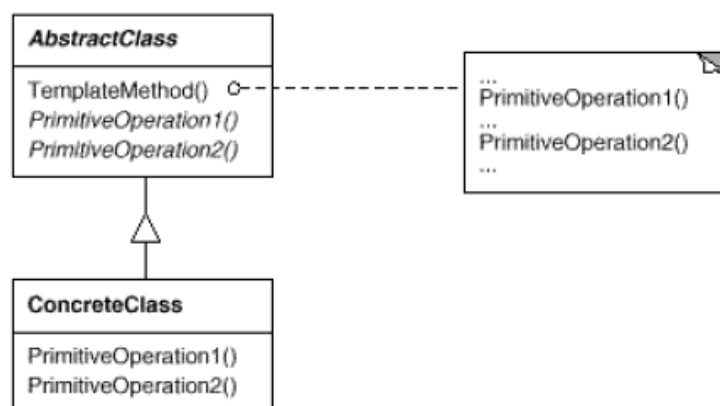 AbstractClass
TemplateMethod()
PrimitiveOperation1()
PrimitiveOperation2()
...
PrimitiveOperation1()
...
PrimitiveOperation2()
...
ConcreteClass
PrimitiveOperation1()
PrimitiveOperation2()